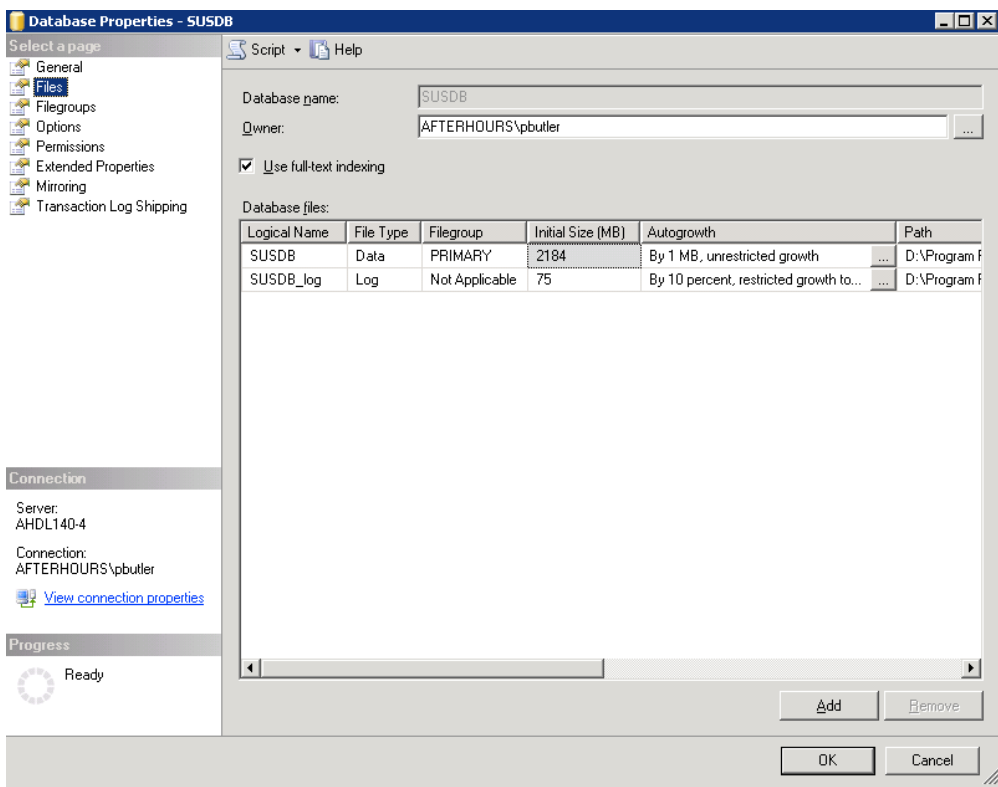 Database Properties - SUSDB
Select a page
General
Files
Filegroups
Options
Permissions
Extended Properties
Mirroring
Transaction Log Shipping
Connection
Server:
AHDL140-4
Connection:
AFTERHOURS\pbutler
View connection properties
Progress
Ready
Script Help
Database name: SUSDB
Owner: AFTERHOURS\pbutler ...
Use full-text indexing
Database files:
Logical Name File Type Filegroup Initial Size (MB) Autogrowth Path
SUSDB Data PRIMARY 2184 By 1 MB, unrestricted growth ... D:\Program F
SUSDB_log Log Not Applicable 75 By 10 percent, restricted growth to... ... D:\Program F
Add Remove
OK Cancel